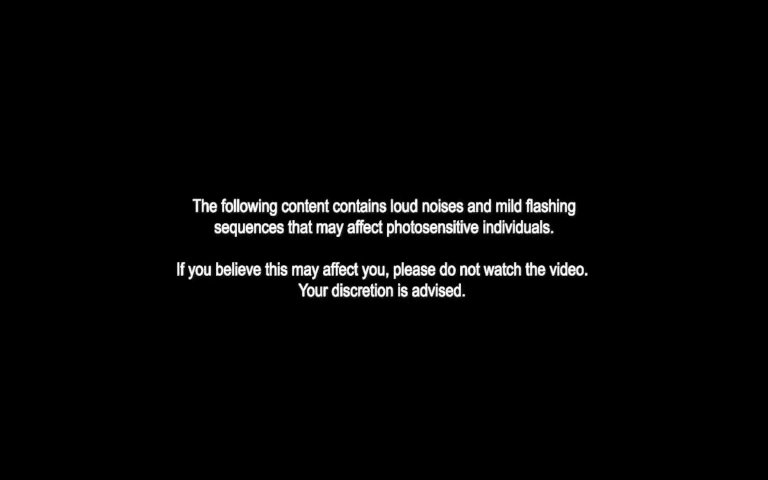 The following content contains loud noises and mild flashing
sequences that may affect photosensitive individuals.
If you believe this may affect you, please do not watch the video.
Your discretion is advised.